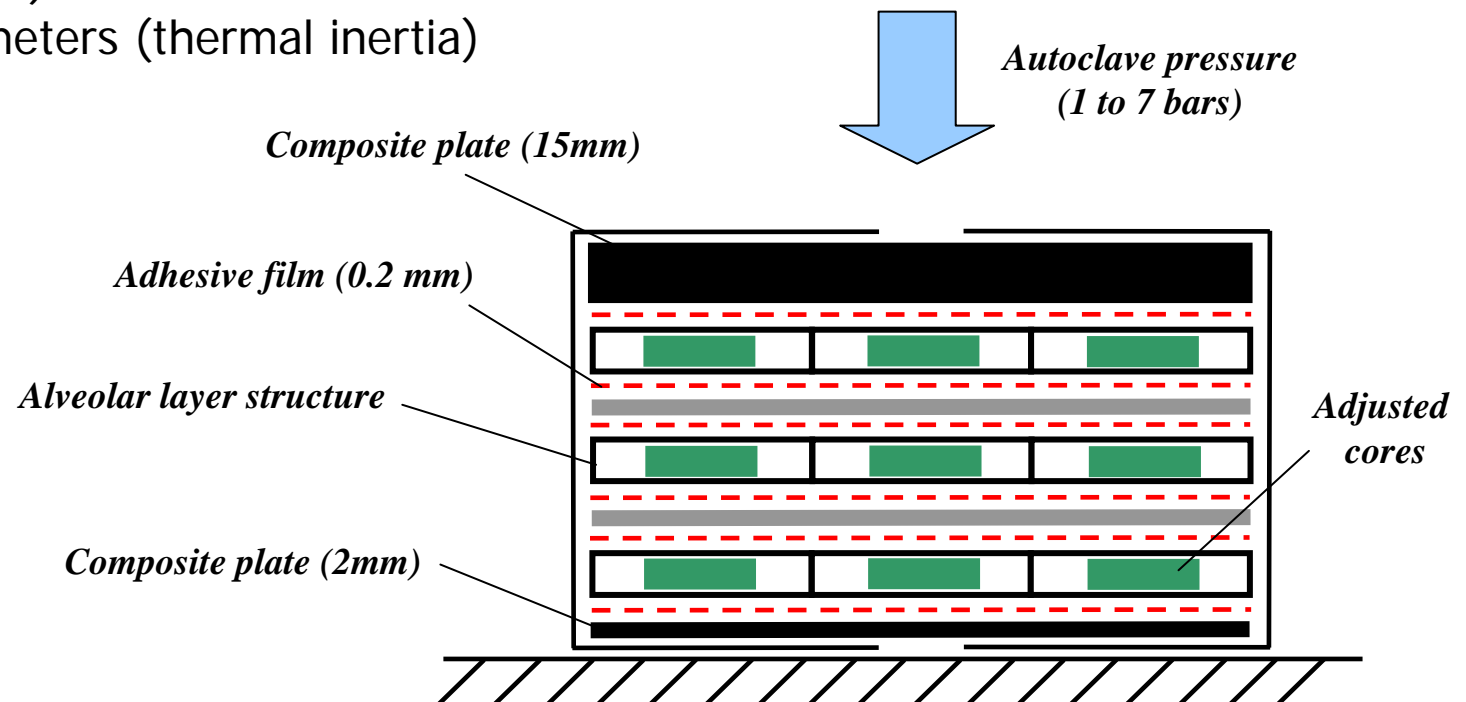 (thermal inertia)
Autoclave pressure
(1 to 7 bars)
Composite plate (15mm)
Adhesive film (0.2 mm)
Alveolar layer structure
Adjusted
cores
Composite plate (2mm)